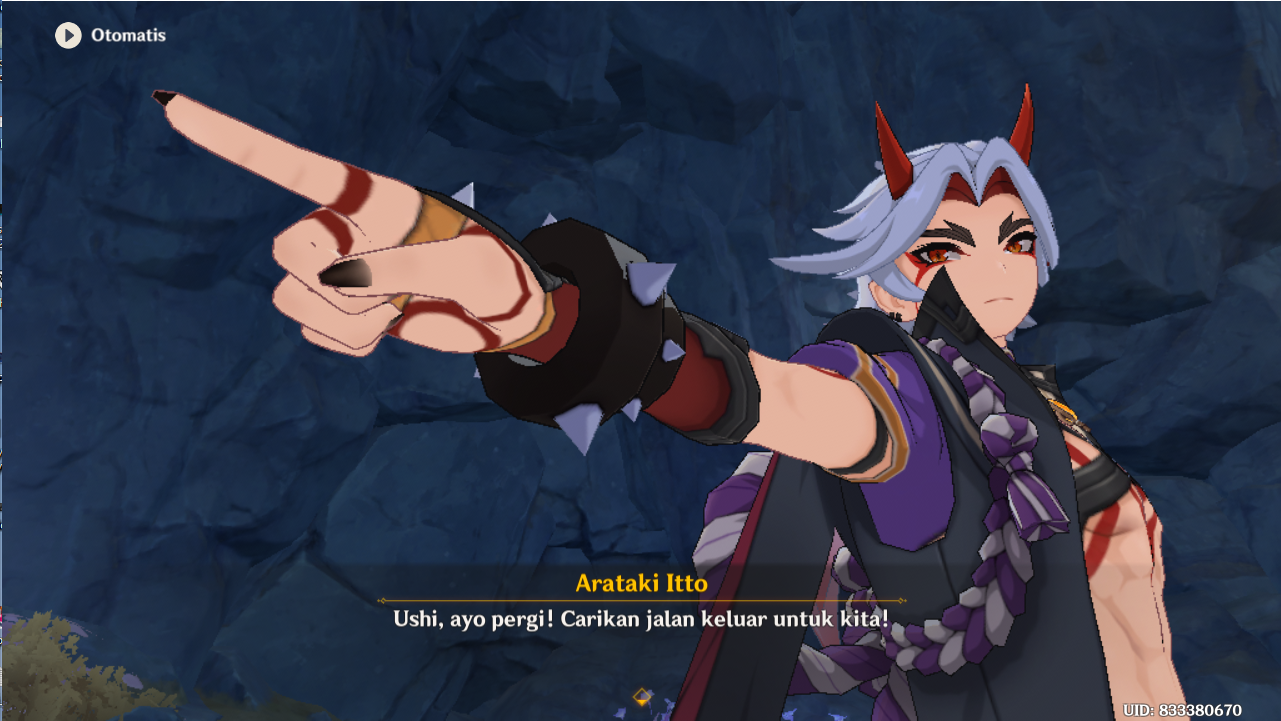 Otomatis
Arataki Itto
Ushi, ayo pergi! Carikan jalan keluar untuk kita!
UID: 833380670